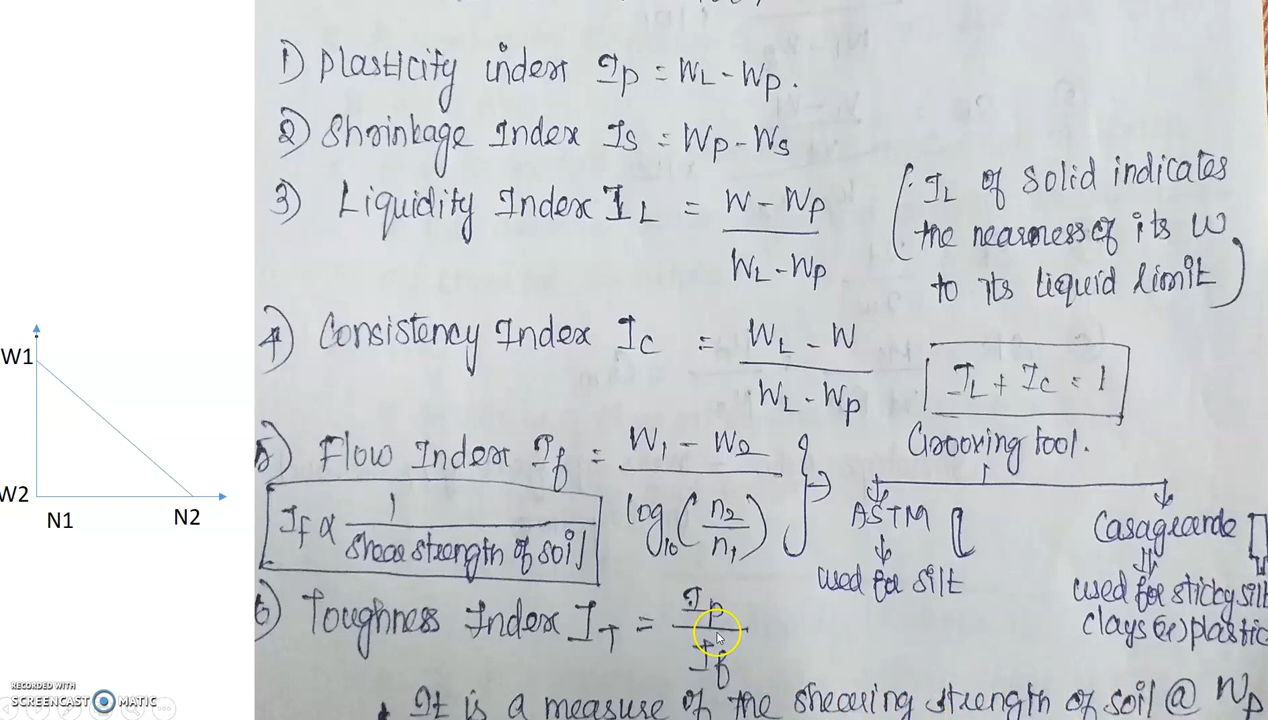 1) Plasticity index Ip = WL - Wp.
2) Shrinkage Index Is = Wp - Ws
3) Liquidity Index IL = W - Wp / WL - Wp
(∴ IL of Solid indicates
the nearness of its W
to its liquid limit)
4) Consistency Index Ic = WL - W / WL - Wp
IL + Ic = 1
5) Flow Index If = W1 - W2 / log10 (n2 / n1) } →
If ∝ 1 / Shear strength of soil
Grooving tool.
ASTM
used for silt
Casagrande
used for sticky silt
clays (or) plastic
6) Toughness Index IT = Ip / If
It is a measure of the shearing strength of soil @ Wp
W1
W2
N1
N2
RECORDED WITH
SCREENCAST MATIC